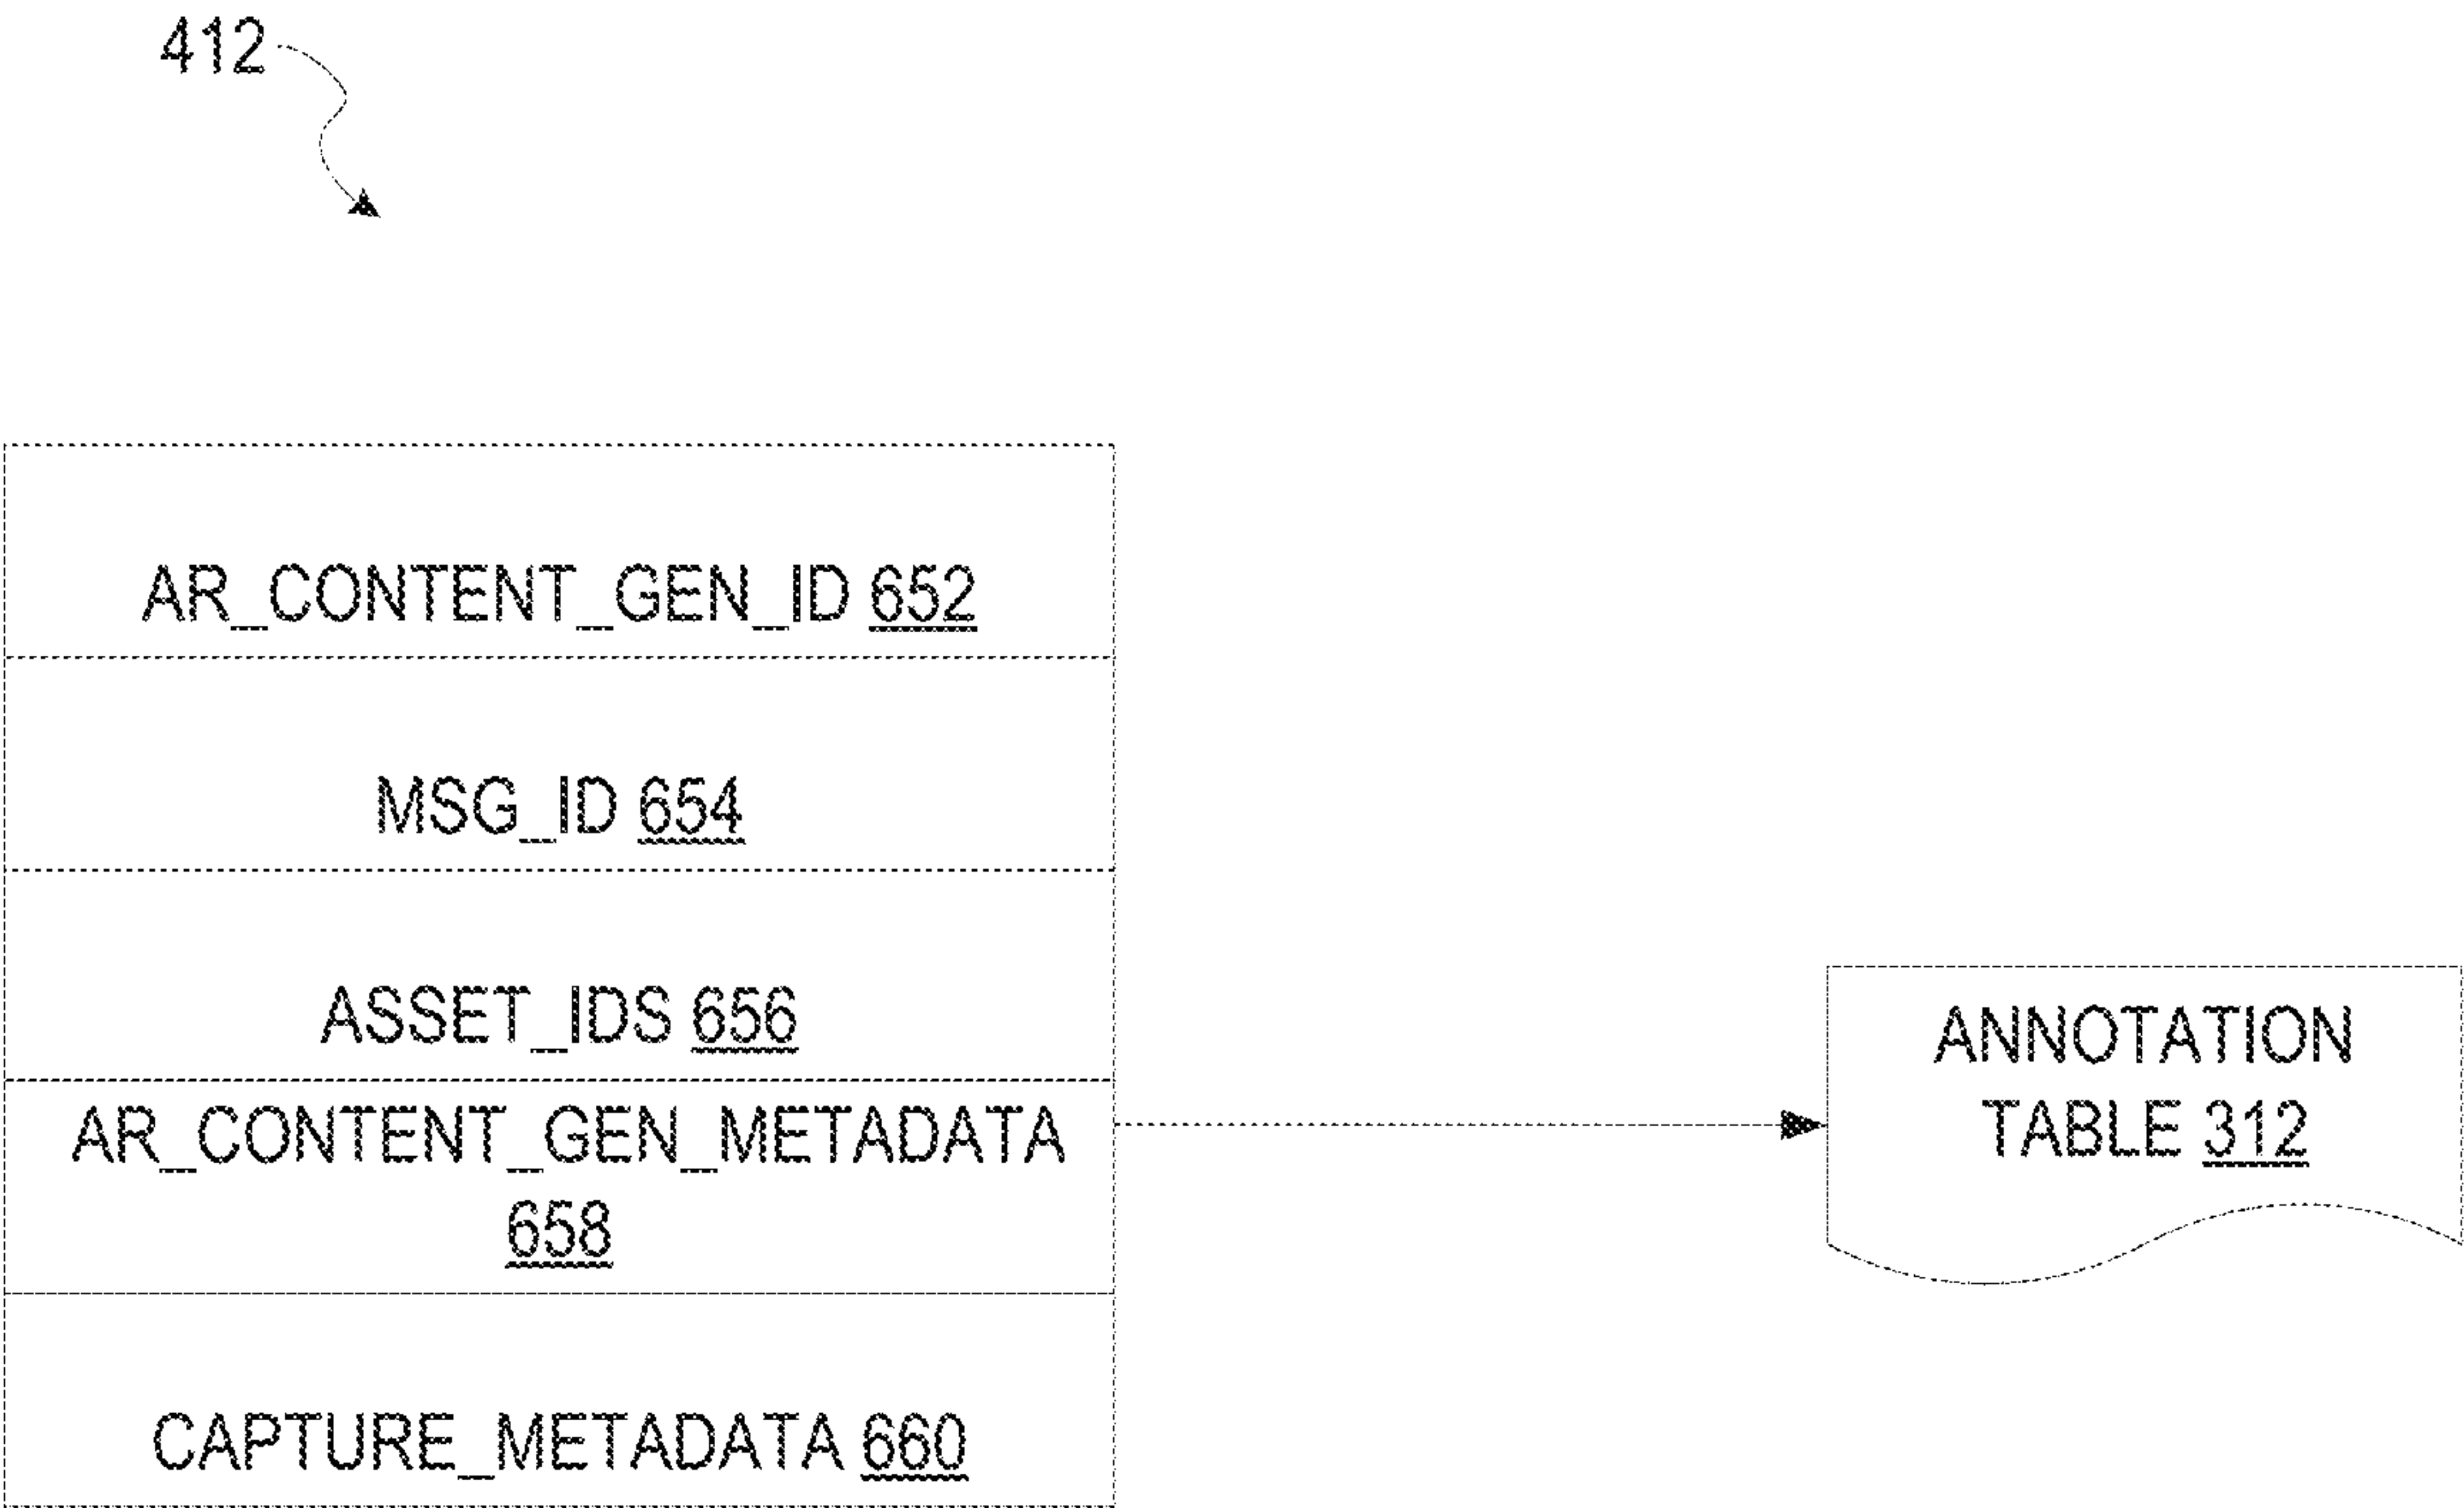 412
AR_CONTENT_GEN_ID 652
MSG_ID 654
ASSET_IDS 656
AR_CONTENT_GEN_METADATA
658
CAPTURE_METADATA 660
ANNOTATION
TABLE 312